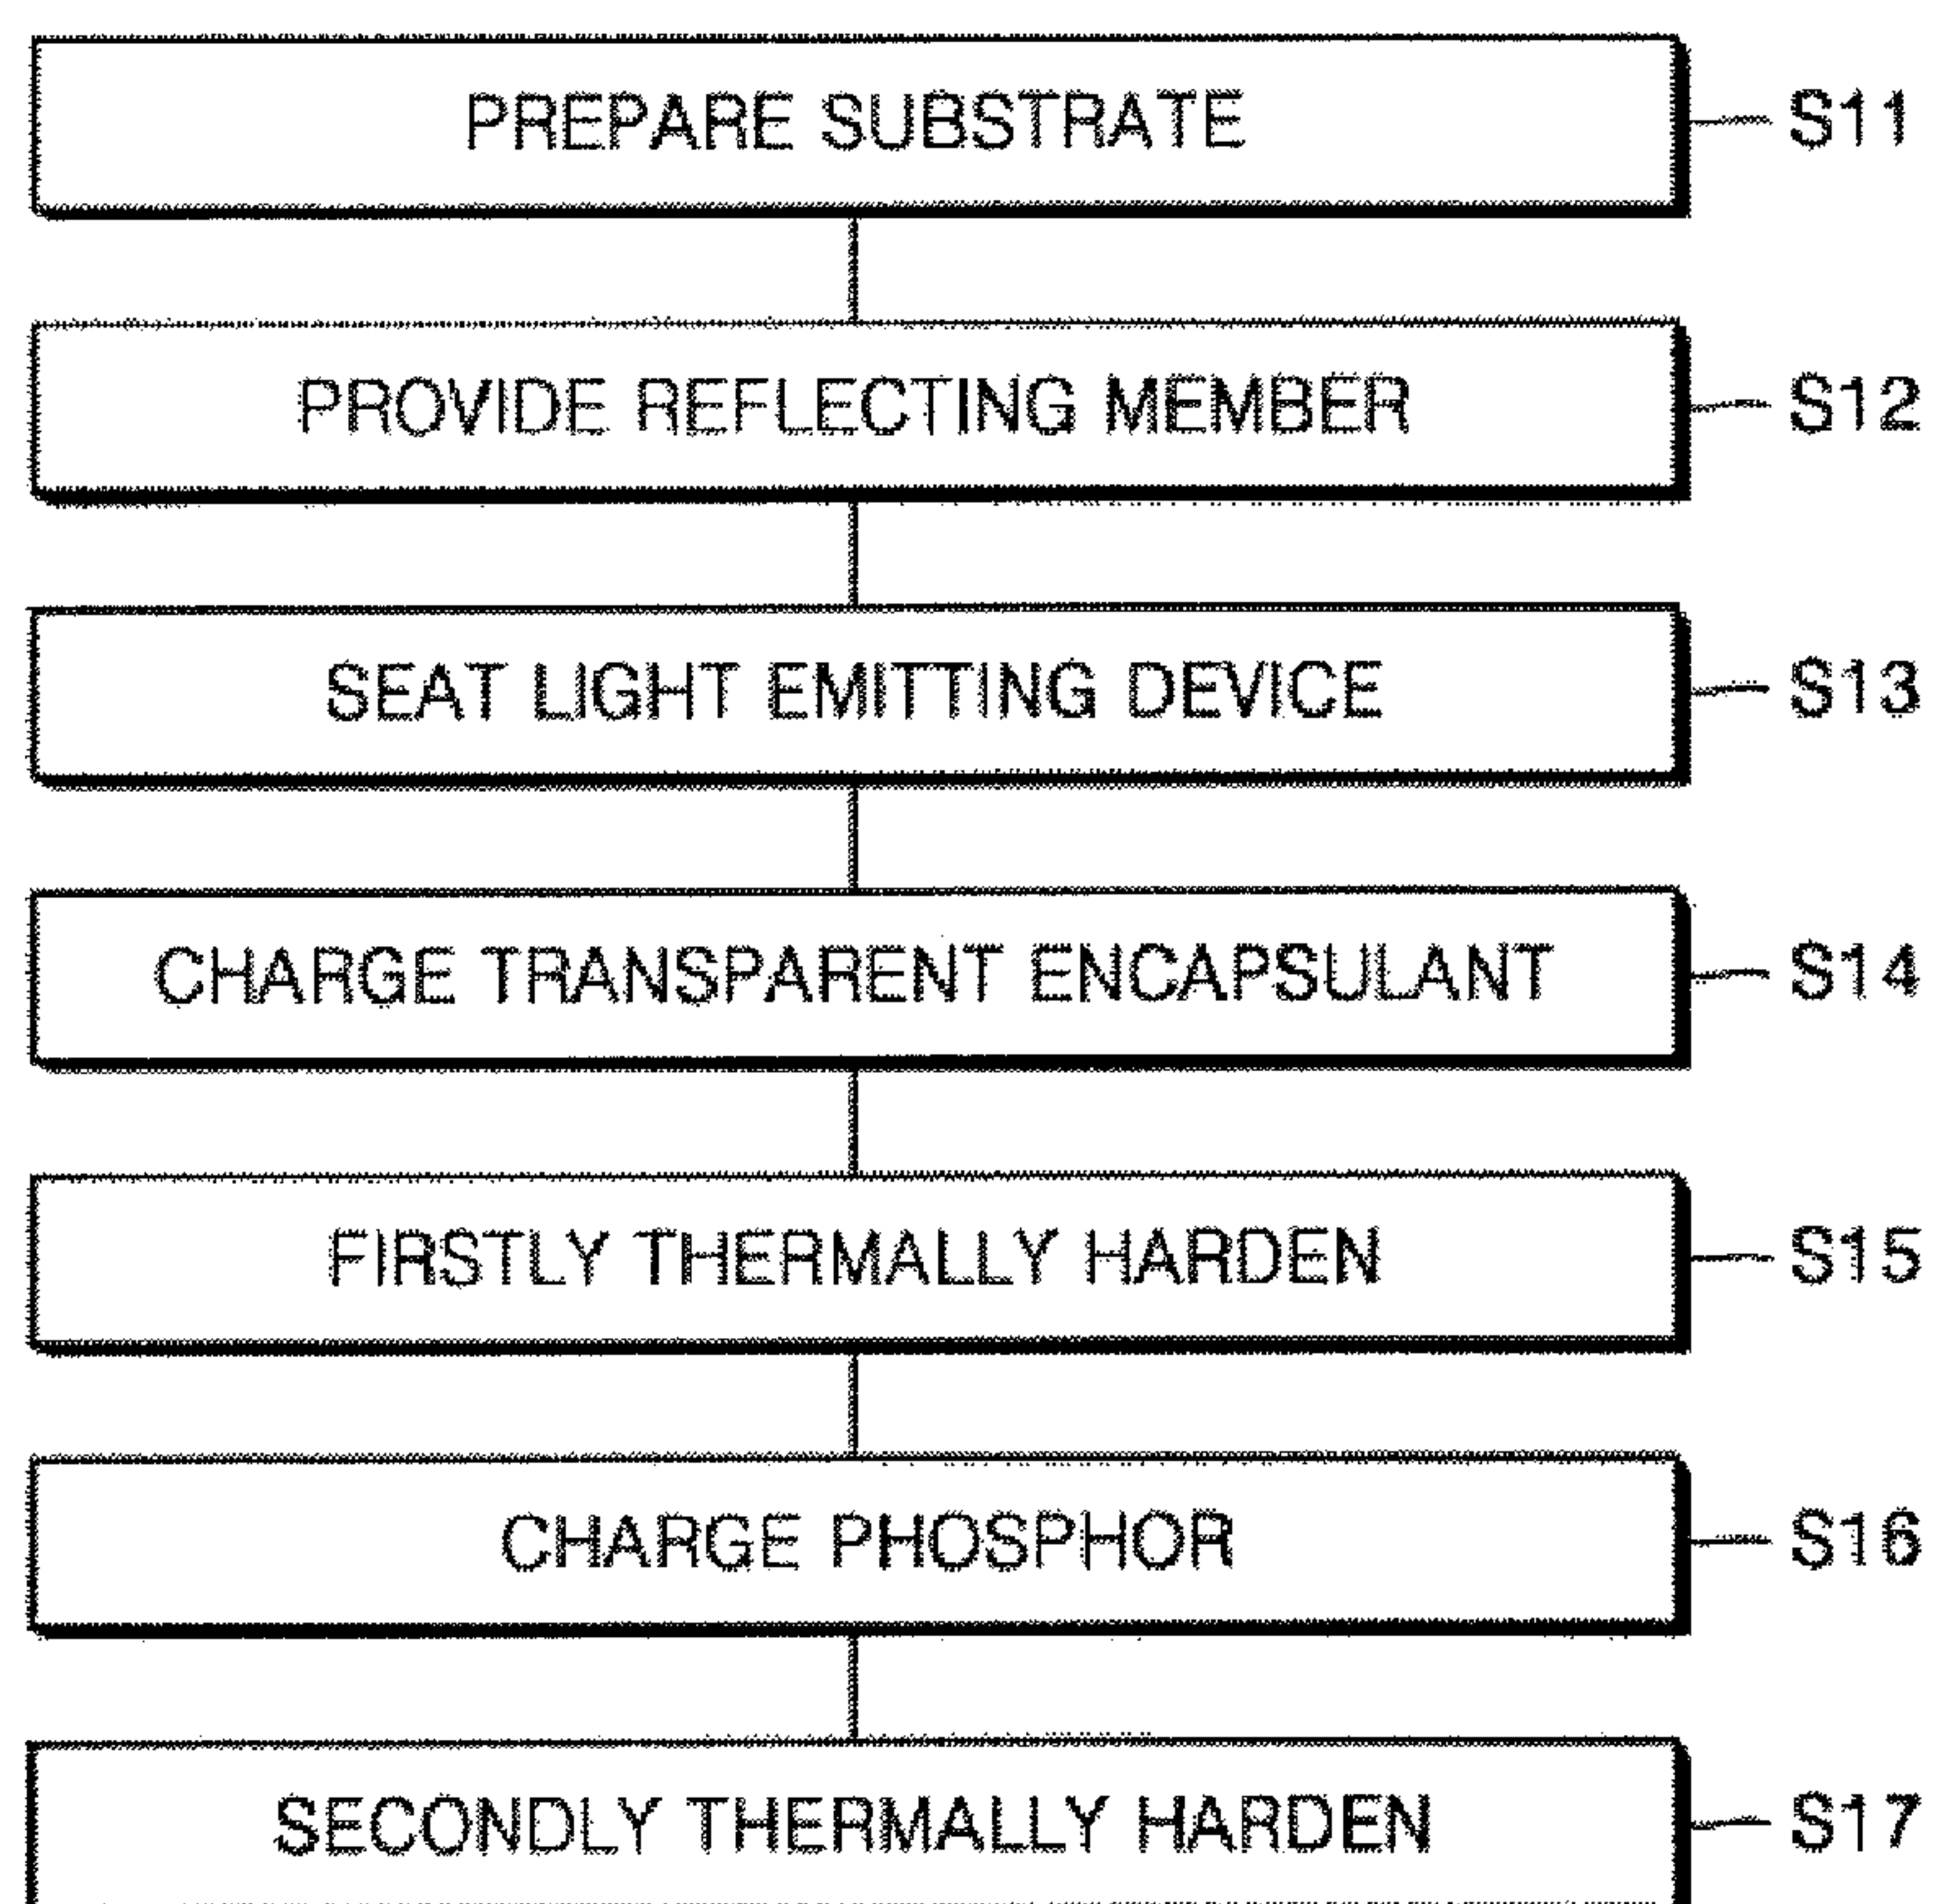 PREPARE SUBSTRATE S11
PROVIDE REFLECTING MEMBER S12
SEAT LIGHT EMITTING DEVICE S13
CHARGE TRANSPARENT ENCAPSULANT S14
FIRSTLY THERMALLY HARDEN S15
CHARGE PHOSPHOR S16
SECONDLY THERMALLY HARDEN S17